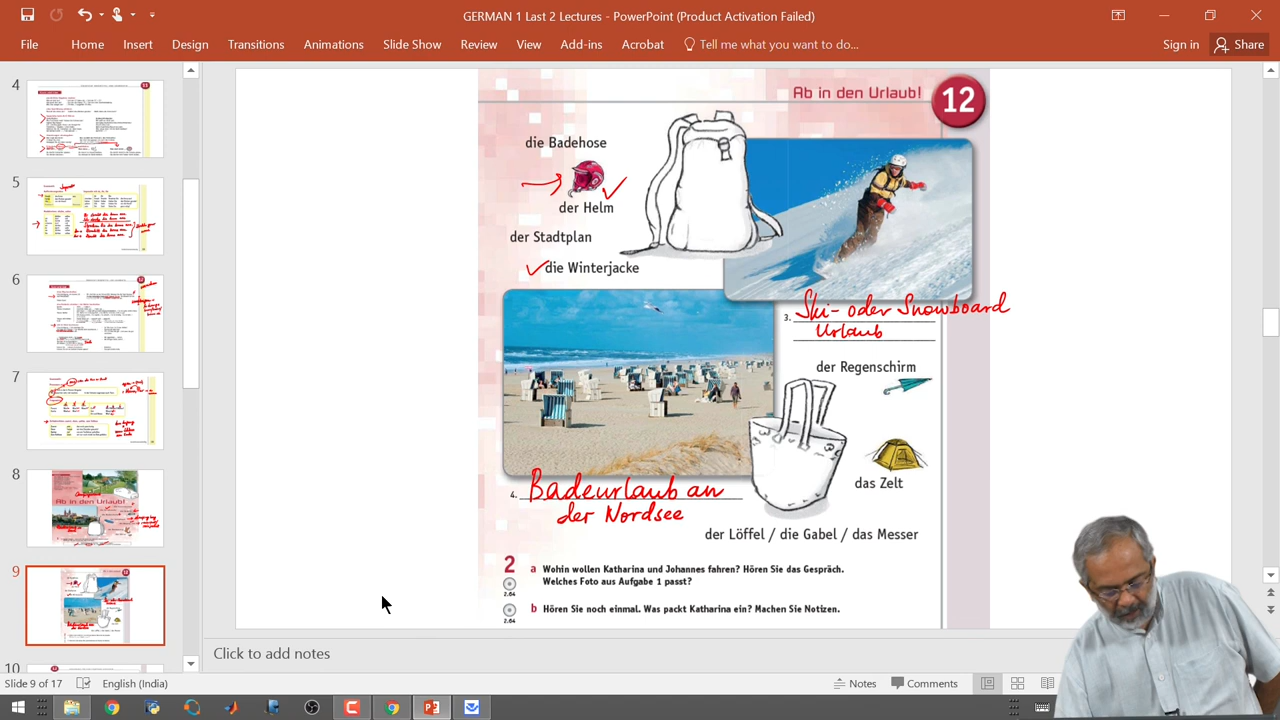 GERMAN 1 Last 2 Lectures - PowerPoint (Product Activation Failed)
File Home Insert Design Transitions Animations Slide Show Review View Add-ins Acrobat Tell me what you want to do... Sign in Share
4
5
6
7
8
9
10
Ab in den Urlaub!
12
die Badehose
der Helm
der Stadtplan
die Winterjacke
3. Ski- oder Snowboard
Urlaub
der Regenschirm
das Zelt
4. Badeurlaub an
der Nordsee
der Löffel / die Gabel / das Messer
2 a Wohin wollen Katharina und Johannes fahren? Hören Sie das Gespräch.
Welches Foto aus Aufgabe 1 passt?
2.64
b Hören Sie noch einmal. Was packt Katharina ein? Machen Sie Notizen.
2.64
Click to add notes
Slide 9 of 17 English (India) Notes Comments